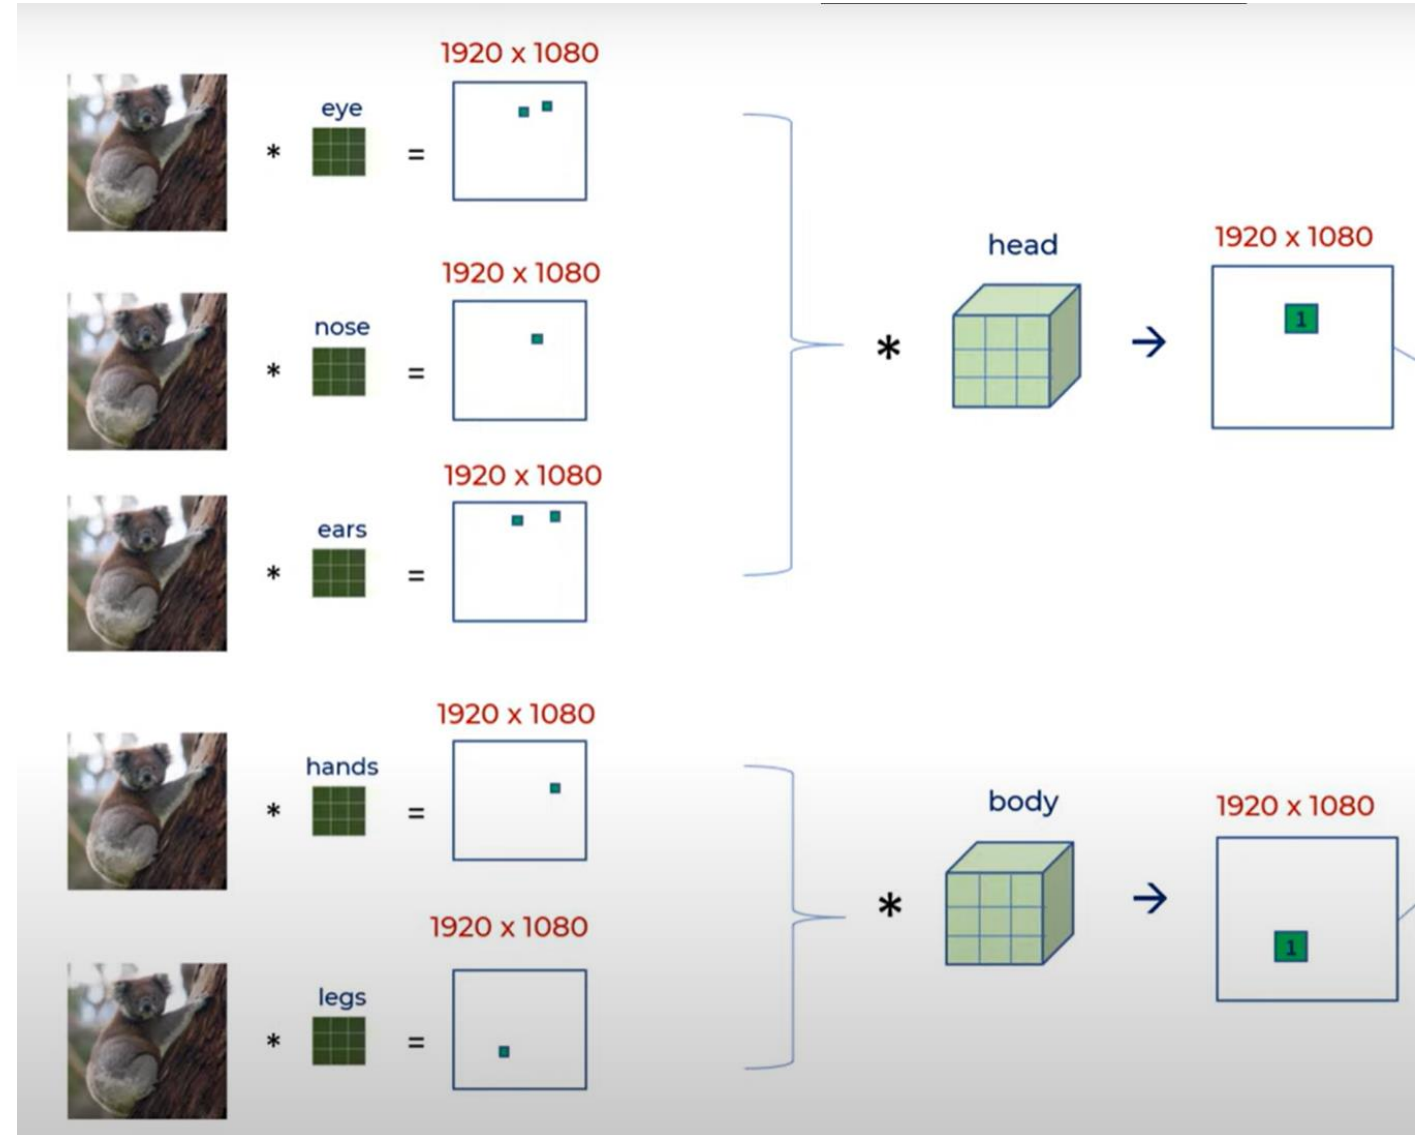 1920 x 1080
eye
* =
1920 x 1080
nose
* =
1920 x 1080
ears
* =
* head → 1920 x 1080
1
1920 x 1080
hands
* =
1920 x 1080
legs
* =
* body → 1920 x 1080
1